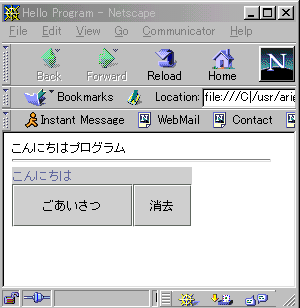 Hello Program - Netscape
File Edit View Go Communicator Help
Back Forward Reload Home
N
Bookmarks Location: file:///C|/usr/arie
Instant Message WebMail Contact
こんにちはプログラム
こんにちは
ごあいさつ 消去